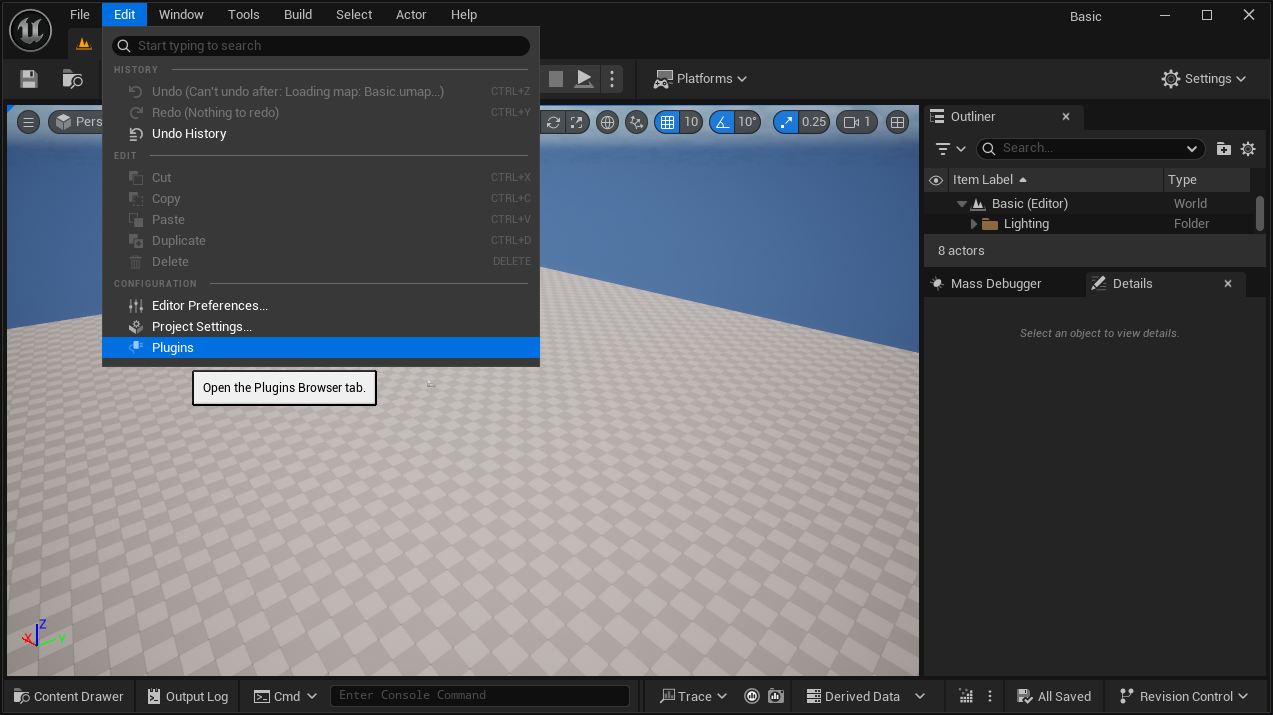 File Edit Window Tools Build Select Actor Help
Basic
Start typing to search
Platforms
Settings
HISTORY
Undo (Can't undo after: Loading map: Basic.umap...) CTRL+Z
Redo (Nothing to redo) CTRL+Y
Undo History
EDIT
Cut CTRL+X
Copy CTRL+C
Paste CTRL+V
Duplicate CTRL+D
Delete DELETE
CONFIGURATION
Editor Preferences...
Project Settings...
Plugins
Open the Plugins Browser tab.
Pers
10 10° 0.25 1
Outliner
Search...
Item Label Type
Basic (Editor) World
Lighting Folder
8 actors
Mass Debugger Details
Select an object to view details.
Z
X Y
Content Drawer Output Log Cmd Enter Console Command Trace Derived Data All Saved Revision Control